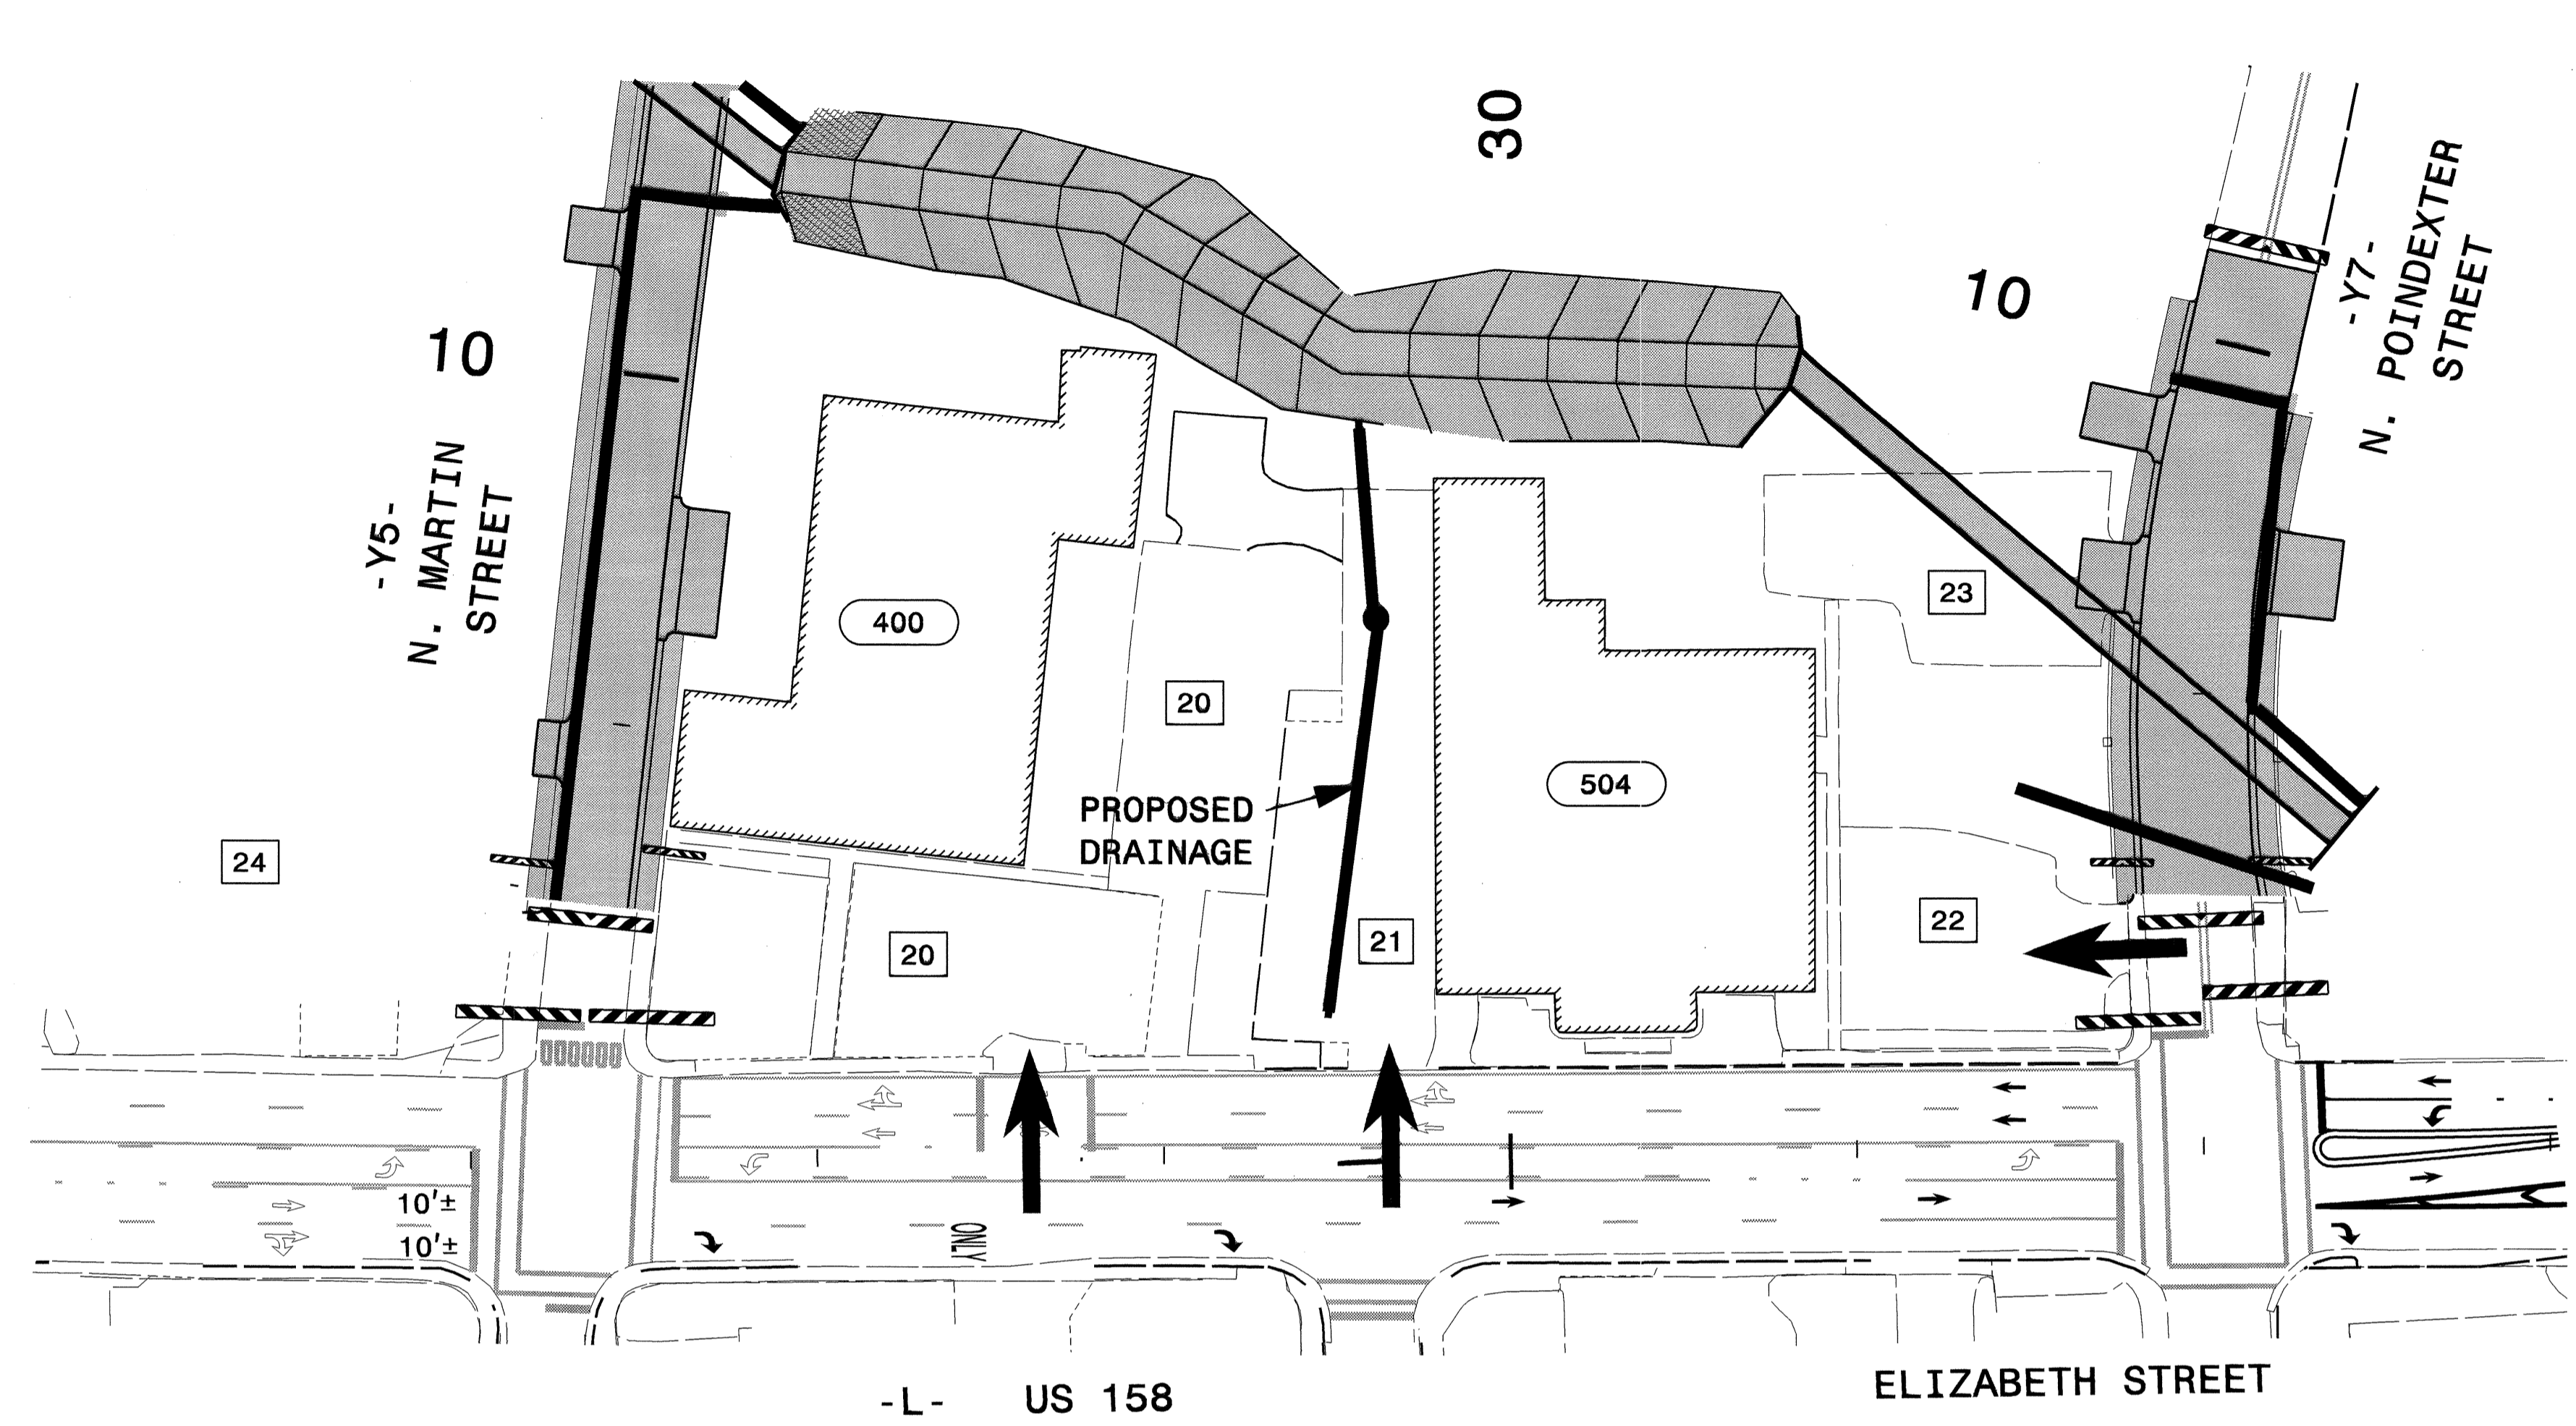 30
-Y7-
N. POINDEXTER
STREET
10
10
-Y5-
N. MARTIN
STREET
400
23
20
504
PROPOSED
DRAINAGE
24
21
22
20
10'±
10'±
ONLY
-L- US 158
ELIZABETH STREET